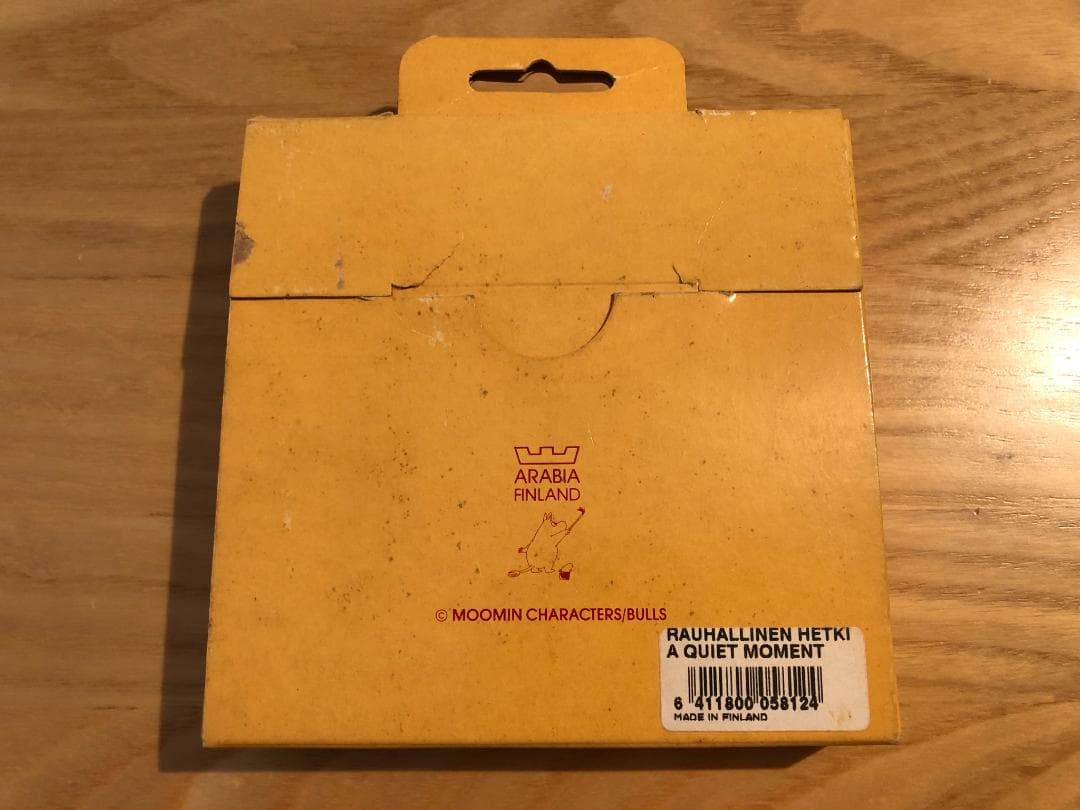 ARABIA
FINLAND
© MOOMIN CHARACTERS/BULLS
RAUHALLINEN HETKI
A QUIET MOMENT
6 411800 058124
MADE IN FINLAND